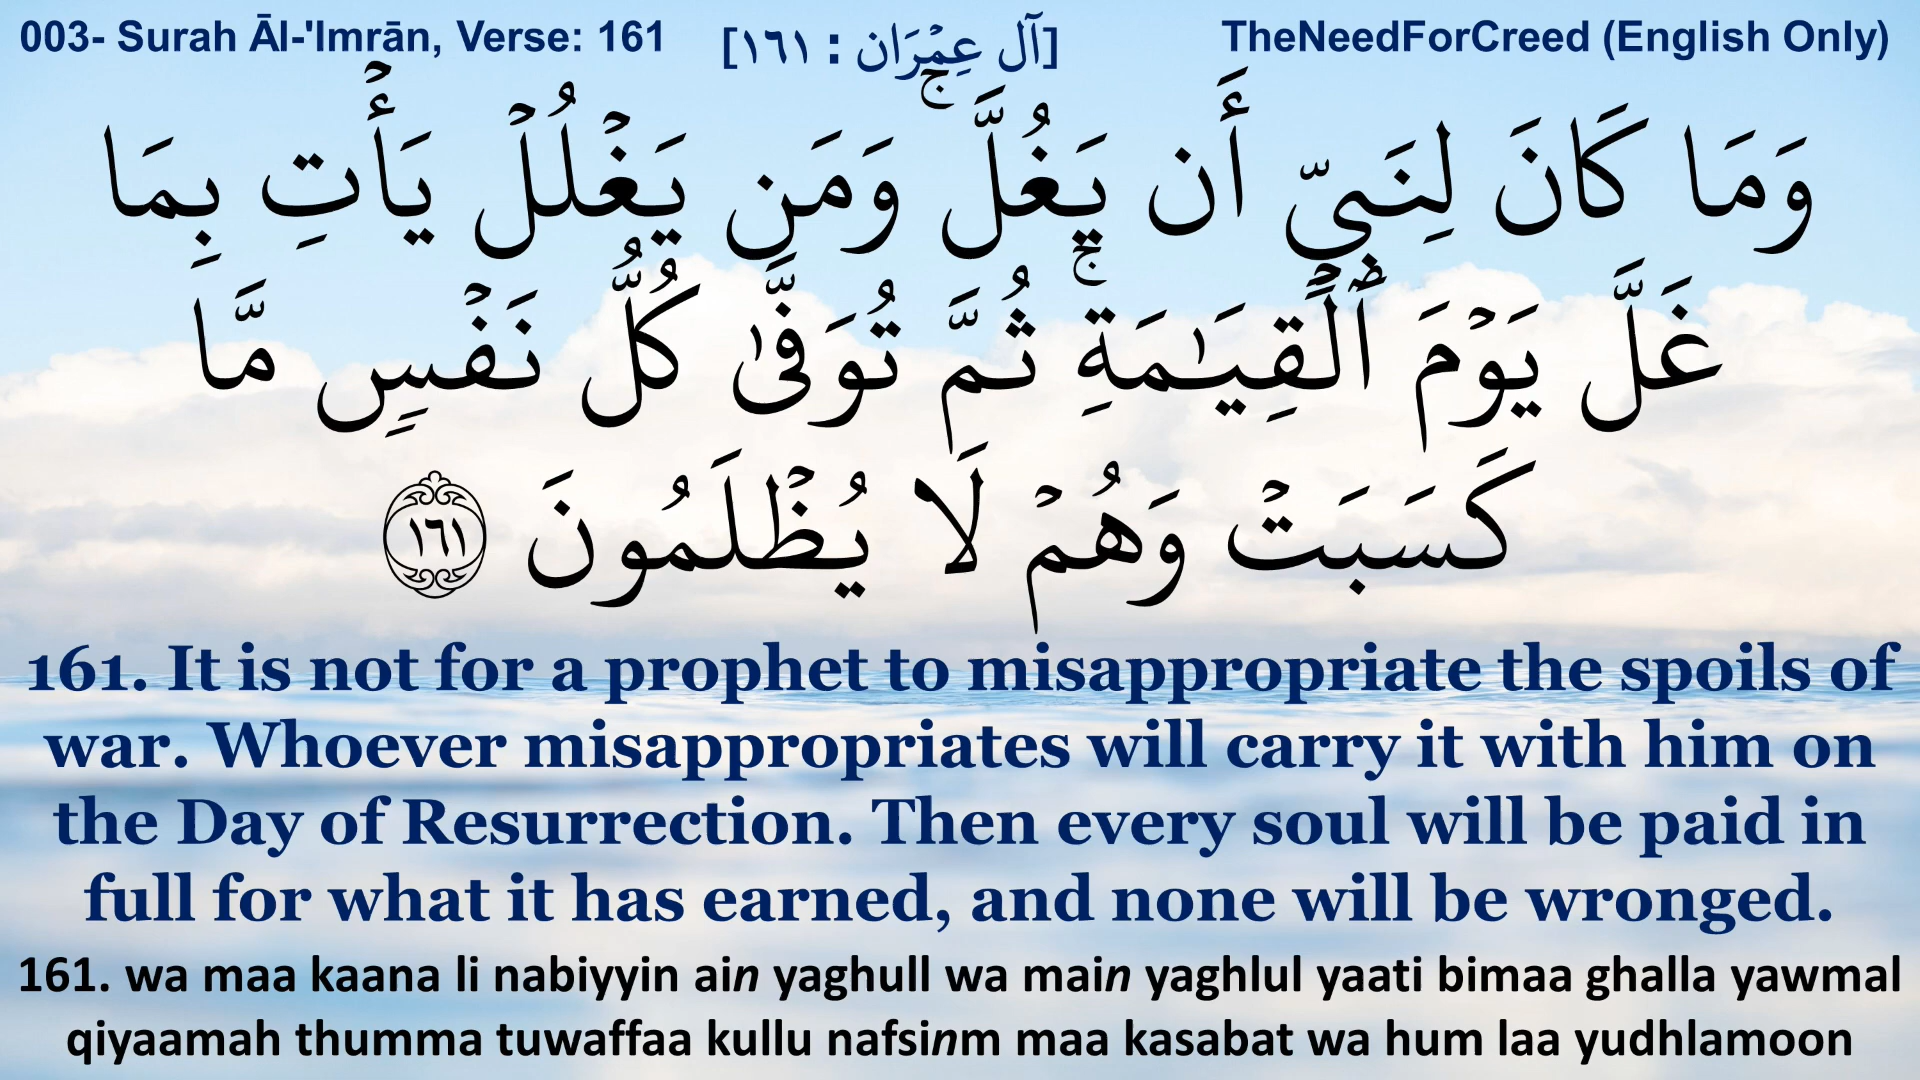 003- Surah Āl-'Imrān, Verse: 161
[آل عِمۡرَان : ١٦١]
TheNeedForCreed (English Only)
وَمَا كَانَ لِنَبِيٍّ أَن يَغُلَّۚ وَمَن يَغۡلُلۡ يَأۡتِ بِمَا
غَلَّ يَوۡمَ ٱلۡقِيَٰمَةِۚ ثُمَّ تُوَفَّىٰ كُلُّ نَفۡسٖ مَّا
كَسَبَتۡ وَهُمۡ لَا يُظۡلَمُونَ ١٦١
161. It is not for a prophet to misappropriate the spoils of
war. Whoever misappropriates will carry it with him on
the Day of Resurrection. Then every soul will be paid in
full for what it has earned, and none will be wronged.
161. wa maa kaana li nabiyyin ain yaghull wa main yaghlul yaati bimaa ghalla yawmal
qiyaamah thumma tuwaffaa kullu nafsinm maa kasabat wa hum laa yudhlamoon